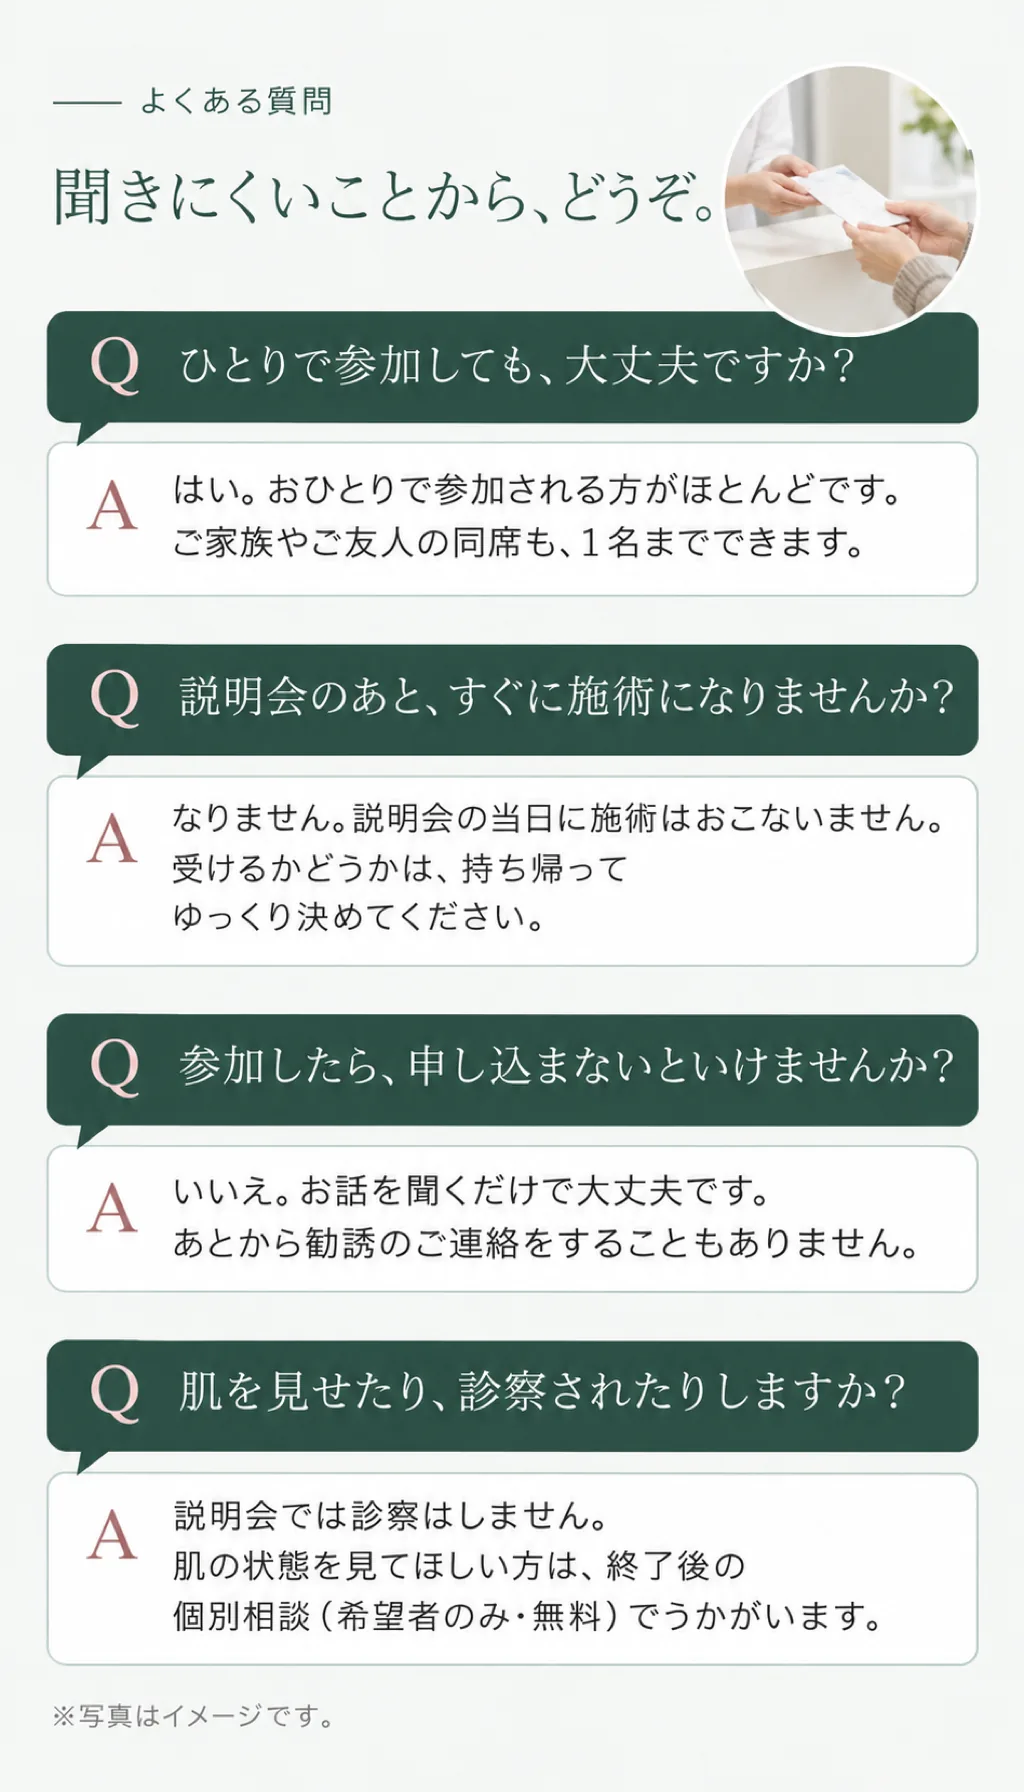 よくある質問
聞きにくいことから、どうぞ。
Q ひとりで参加しても、大丈夫ですか？
A はい。おひとりで参加される方がほとんどです。
ご家族やご友人の同席も、1名までできます。
Q 説明会のあと、すぐに施術になりませんか？
A なりません。説明会の当日に施術はおこないません。
受けるかどうかは、持ち帰って
ゆっくり決めてください。
Q 参加したら、申し込まないといけませんか？
A いいえ。お話を聞くだけで大丈夫です。
あとから勧誘のご連絡をすることもありません。
Q 肌を見せたり、診察されたりしますか？
A 説明会では診察はしません。
肌の状態を見てほしい方は、終了後の
個別相談（希望者のみ・無料）でうかがいます。
※写真はイメージです。